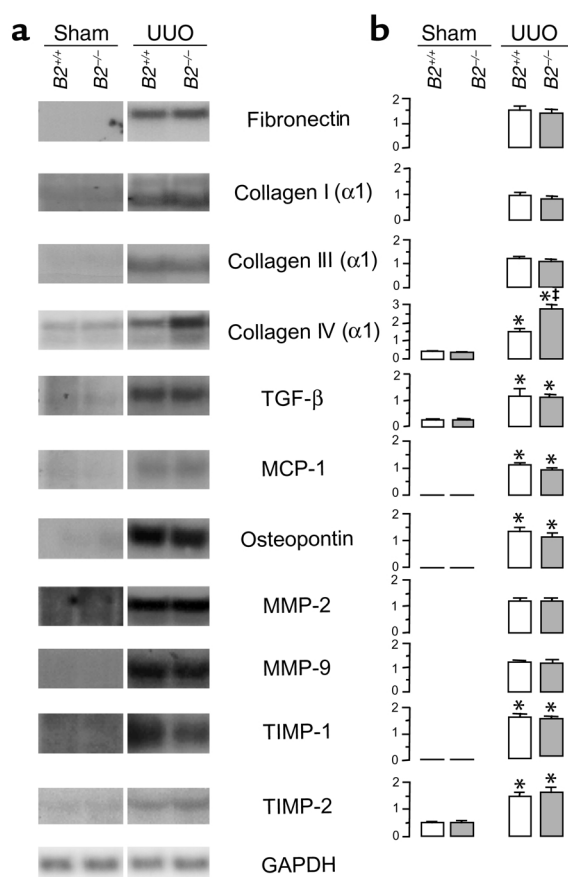 a b
Sham UUO Sham UUO
B2+/+ B2−/− B2+/+ B2−/− B2+/+ B2−/− B2+/+ B2−/−
Fibronectin
2
1
0
Collagen I (α1)
2
1
0
Collagen III (α1)
2
1
0
*‡
Collagen IV (α1)
3
2
1
0
*
TGF-β
2
1
0
* *
MCP-1
2
1
0
* *
Osteopontin
2
1
0
* *
MMP-2
2
1
0
MMP-9
2
1
0
TIMP-1
2
1
0
* *
TIMP-2
2
1
0
* *
GAPDH